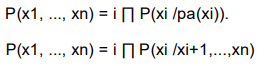 P(x1, ..., xn) = i ∏ P(xi /pa(xi)).
P(x1, ..., xn) = i ∏ P(xi /xi+1,...,xn)